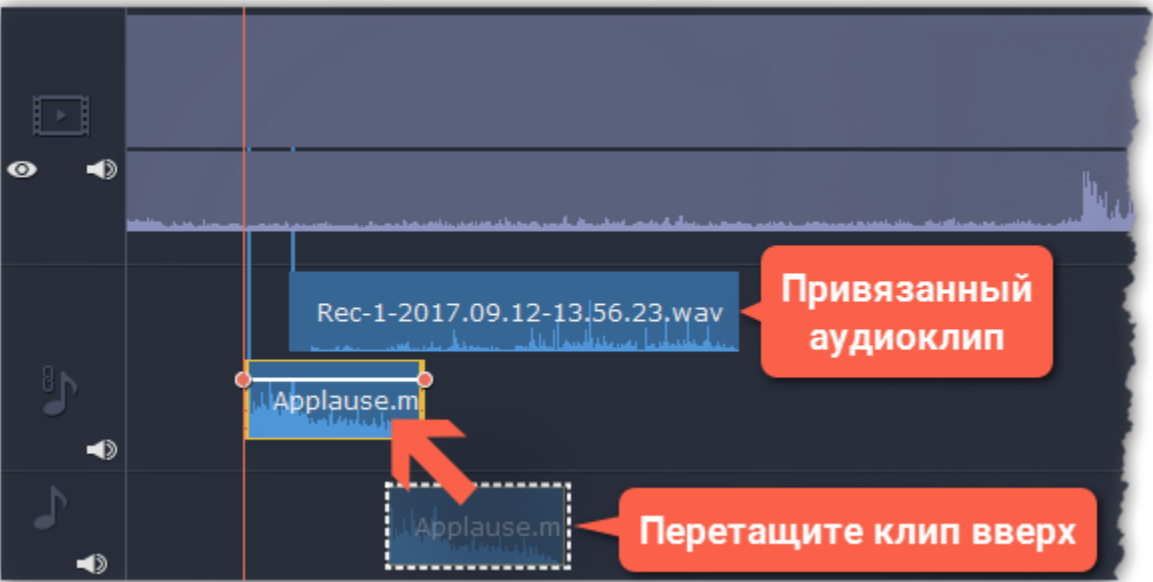 Rec-1-2017.09.12-13.56.23.wav
Привязанный
аудиоклип
Applause.m
Applause.m
Перетащите клип вверх